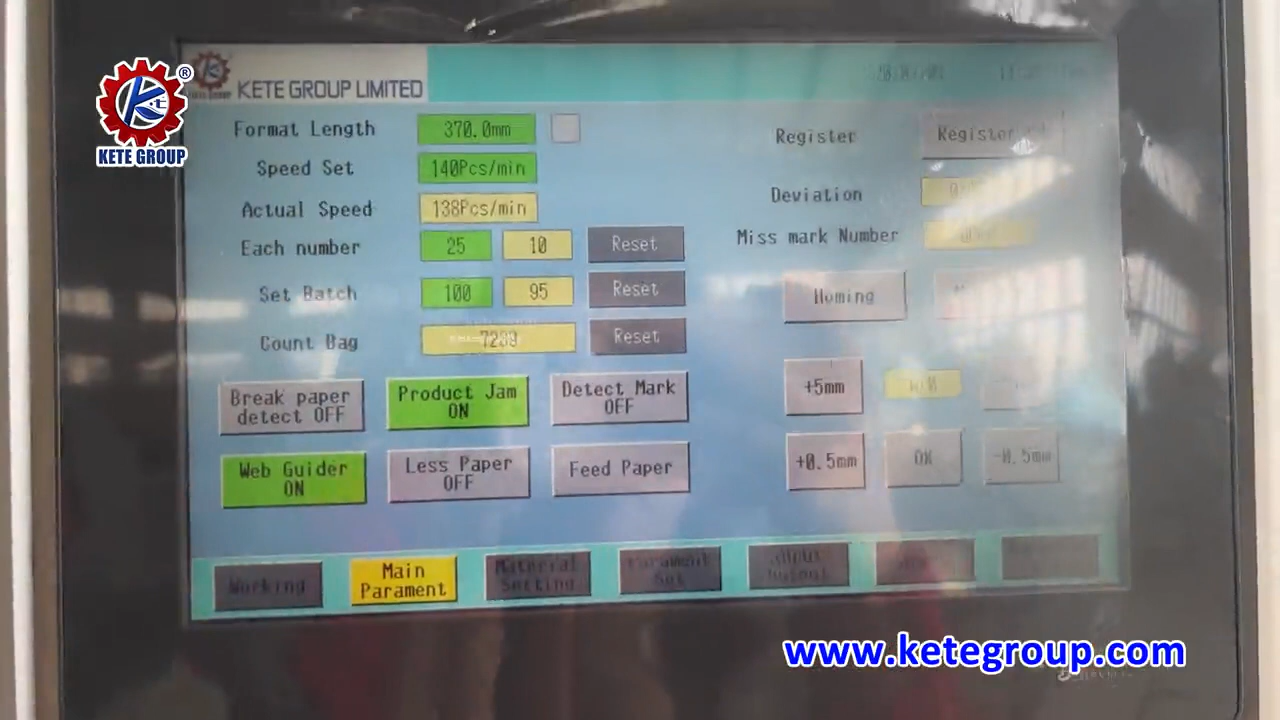 KETE GROUP
®
KETE GROUP LIMITED
Format Length 370.0mm
Speed Set 140Pcs/min
Actual Speed 138Pcs/min
Each number 25 10 Reset
Set Batch 100 95 Reset
Count Bag Reset
Register Register
Deviation
Miss mark Number
Homing
Break paper
detect OFF
Product Jam
ON
Detect Mark
OFF
+5mm
Web Guider
ON
Less Paper
OFF
Feed Paper
+0.5mm OK -0.5mm
Working
Main
Parament
Material
Setting
Parament
Set
www.ketegroup.com